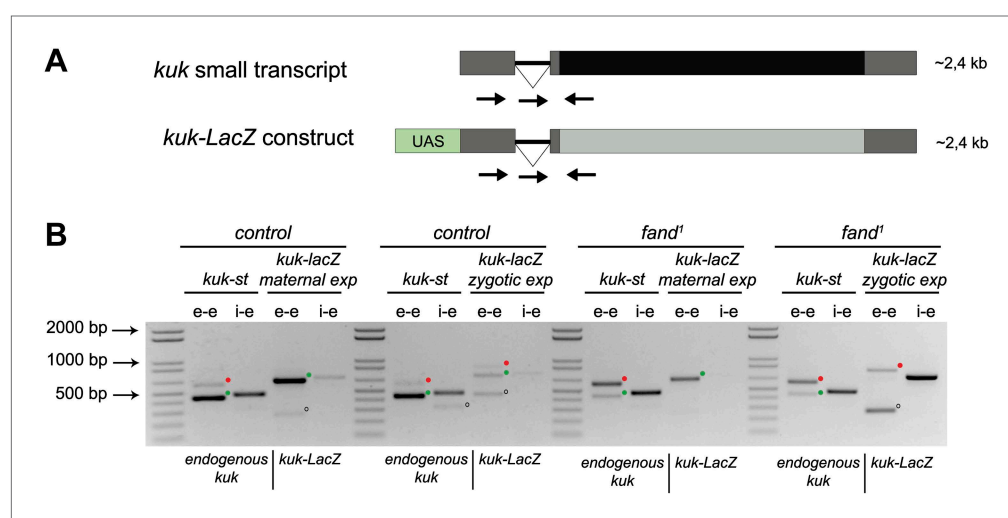 A
kuk small transcript
~2,4 kb
kuk-LacZ construct
UAS
~2,4 kb
B
control
control
fand¹
fand¹
kuk-st
kuk-lacZ
maternal exp
kuk-st
kuk-lacZ
zygotic exp
kuk-st
kuk-lacZ
maternal exp
kuk-st
kuk-lacZ
zygotic exp
e-e i-e e-e i-e
e-e i-e e-e i-e
e-e i-e e-e i-e
e-e i-e e-e i-e
2000 bp
1000 bp
500 bp
endogenous
kuk
kuk-LacZ
endogenous
kuk
kuk-LacZ
endogenous
kuk
kuk-LacZ
endogenous
kuk
kuk-LacZ